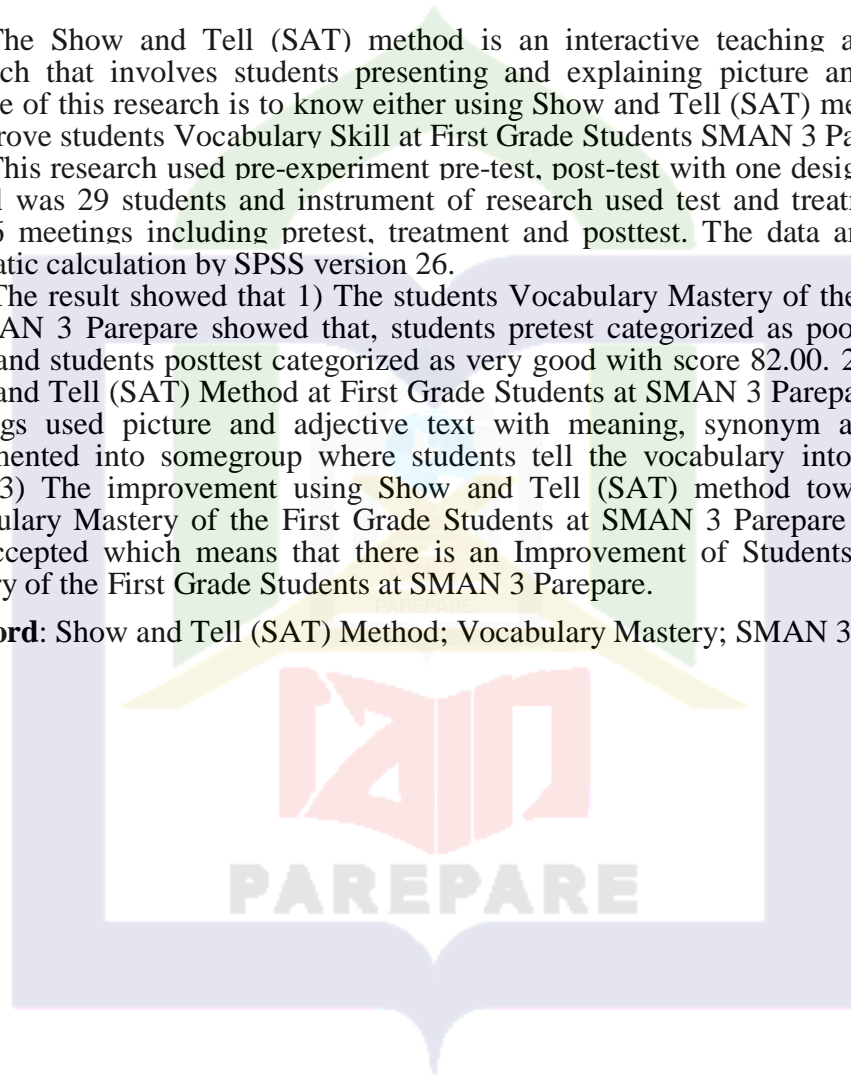 The Show and Tell (SAT) method is an interactive teaching a
ch that involves students presenting and explaining picture an
e of this research is to know either using Show and Tell (SAT) me
rove students Vocabulary Skill at First Grade Students SMAN 3 Pa
This research used pre-experiment pre-test, post-test with one desig
l was 29 students and instrument of research used test and treat
6 meetings including pretest, treatment and posttest. The data a
atic calculation by SPSS version 26.
The result showed that 1) The students Vocabulary Mastery of the
AN 3 Parepare showed that, students pretest categorized as poo
and students posttest categorized as very good with score 82.00. 2
and Tell (SAT) Method at First Grade Students at SMAN 3 Parepa
gs used picture and adjective text with meaning, synonym a
mented into somegroup where students tell the vocabulary into
3) The improvement using Show and Tell (SAT) method tow
ulary Mastery of the First Grade Students at SMAN 3 Parepare
ccepted which means that there is an Improvement of Students
ry of the First Grade Students at SMAN 3 Parepare.
PAREPARE
ord: Show and Tell (SAT) Method; Vocabulary Mastery; SMAN 3
iain
PAREPARE